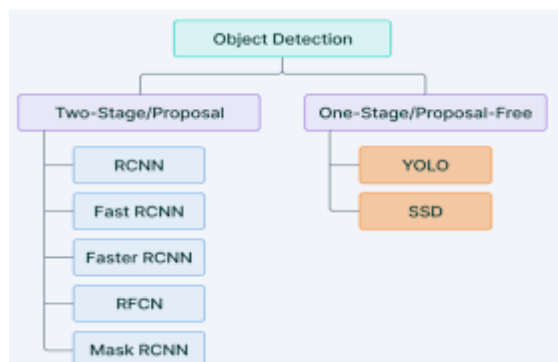 Object Detection
Two-Stage/Proposal
One-Stage/Proposal-Free
RCNN
YOLO
Fast RCNN
SSD
Faster RCNN
RFCN
Mask RCNN